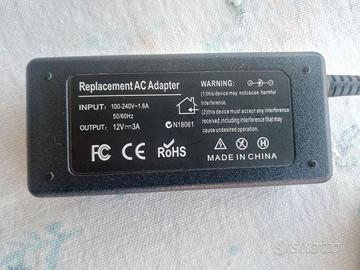 Replacement AC Adapter
INPUT: 100-240V~1.6A
50/60Hz
OUTPUT: 12V⎓3A
N18061
FC CE RoHS
WARNING:
(1)this device may not cause harmful
Interference.
(2)this device must accept any interference
received,including interference that may
cause undesired operation.
MADE IN CHINA
subito